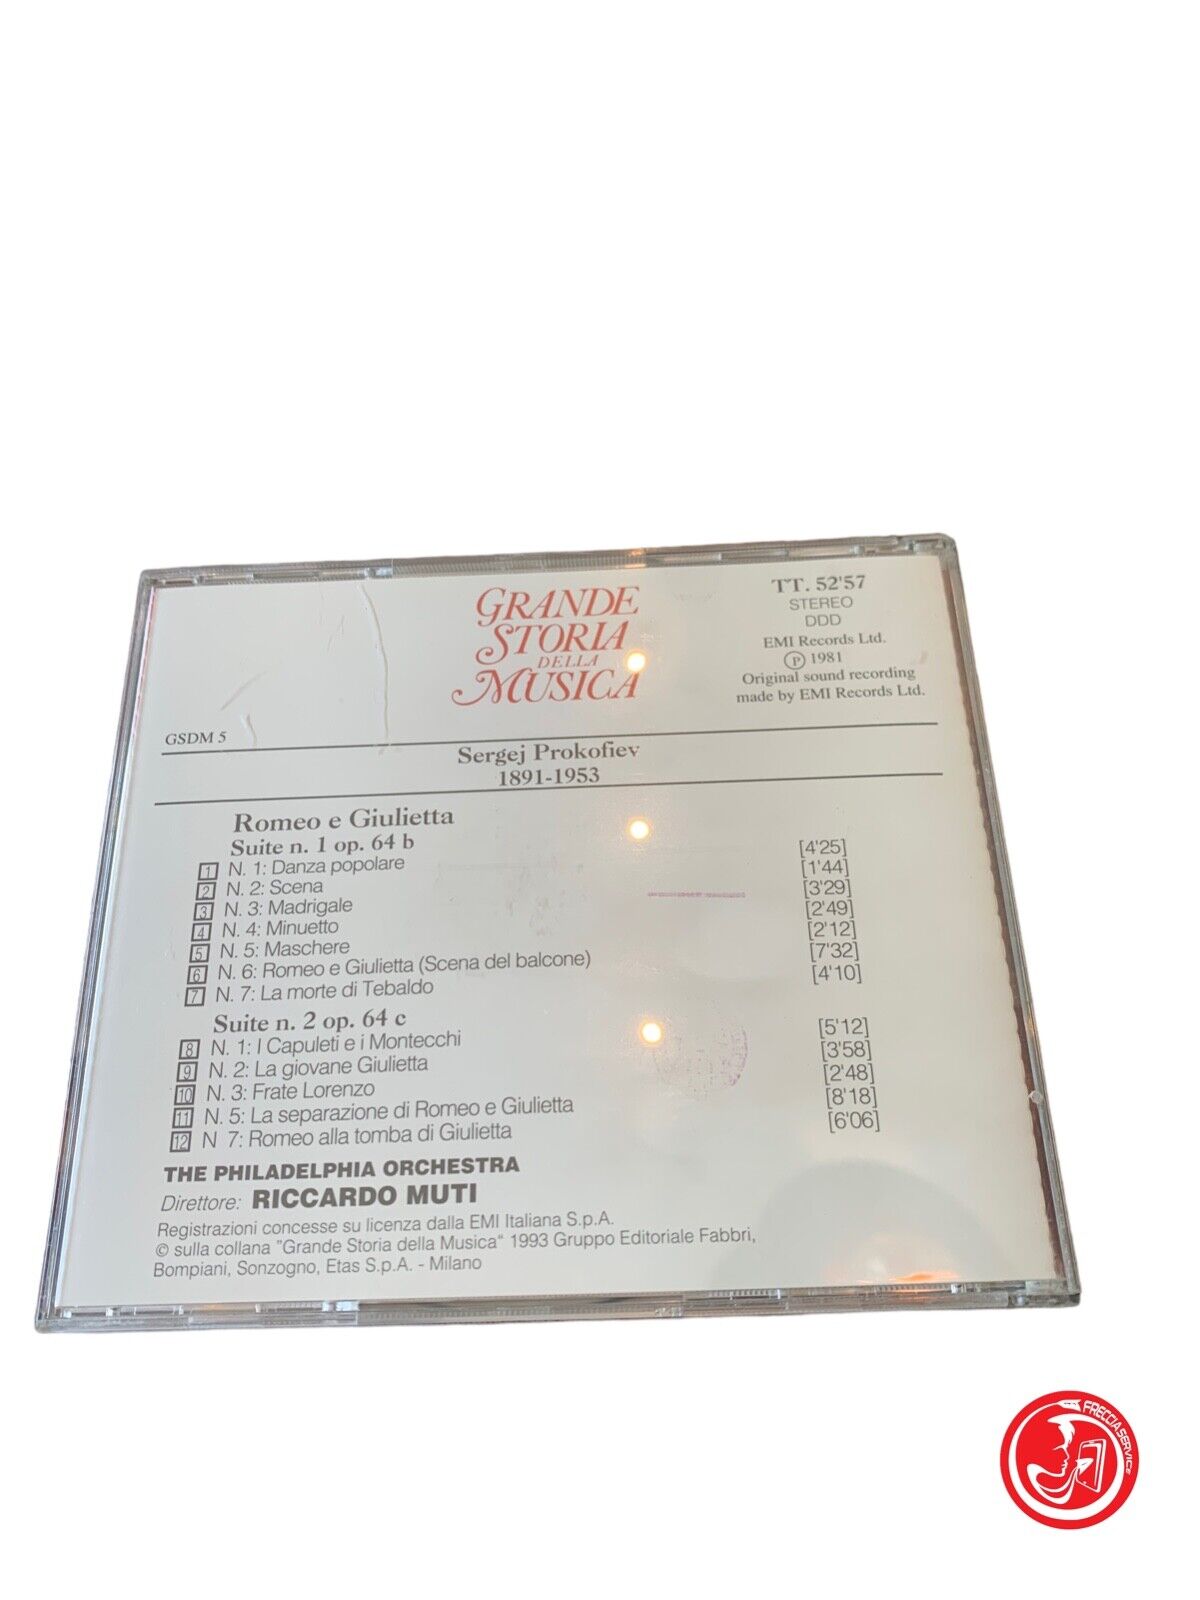 GRANDE
STORIA
DELLA
MUSICA
TT. 52'57
STEREO
DDD
EMI Records Ltd.
Ⓟ 1981
Original sound recording
made by EMI Records Ltd.
GSDM 5
Sergej Prokofiev
1891-1953
Romeo e Giulietta
Suite n. 1 op. 64 b
1 N. 1: Danza popolare [4'25]
2 N. 2: Scena [1'44]
3 N. 3: Madrigale [3'29]
4 N. 4: Minuetto [2'49]
5 N. 5: Maschere [2'12]
6 N. 6: Romeo e Giulietta (Scena del balcone) [7'32]
7 N. 7: La morte di Tebaldo [4'10]
Suite n. 2 op. 64 c
8 N. 1: I Capuleti e i Montecchi [5'12]
9 N. 2: La giovane Giulietta [3'58]
10 N. 3: Frate Lorenzo [2'48]
11 N. 5: La separazione di Romeo e Giulietta [8'18]
12 N 7: Romeo alla tomba di Giulietta [6'06]
THE PHILADELPHIA ORCHESTRA
Direttore: RICCARDO MUTI
Registrazioni concesse su licenza dalla EMI Italiana S.p.A.
© sulla collana "Grande Storia della Musica" 1993 Gruppo Editoriale Fabbri,
Bompiani, Sonzogno, Etas S.p.A. - Milano
FRECCIA SERVICE